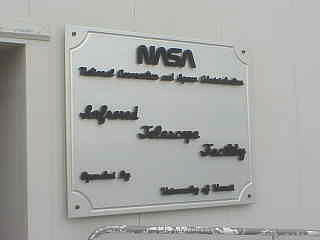 NASA
National Aeronautics and Space Administration
Infrared
Telescope
Facility
Operated By
University of Hawaii